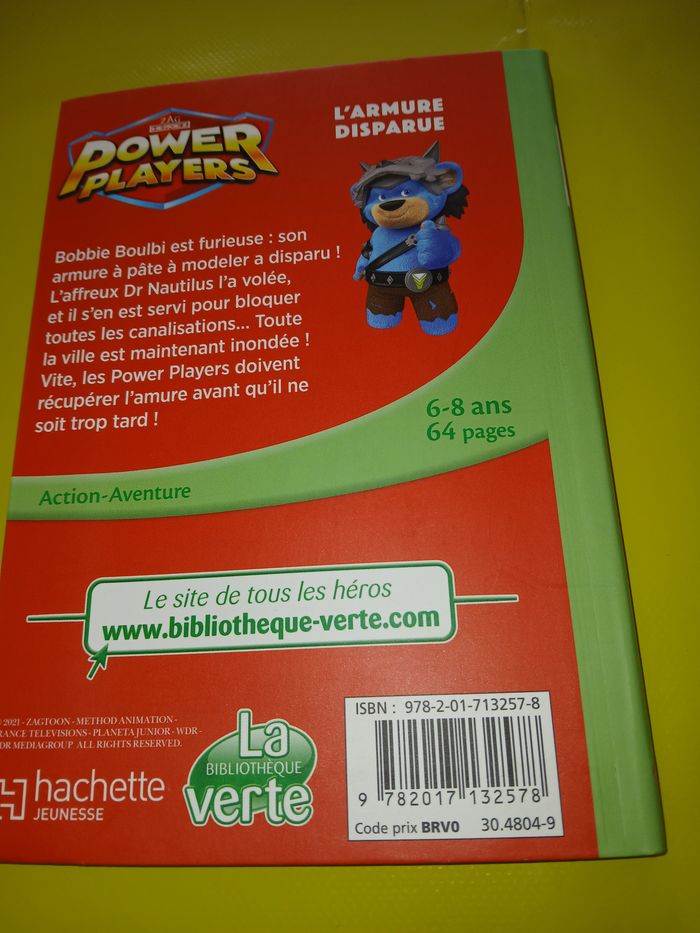 ZAG
POWER
PLAYERS
L'ARMURE
DISPARUE
Bobbie Boulbi est furieuse : son
armure à pâte à modeler a disparu !
L'affreux Dr Nautilus l'a volée,
et il s'en est servi pour bloquer
toutes les canalisations... Toute
la ville est maintenant inondée !
Vite, les Power Players doivent
récupérer l'amure avant qu'il ne
soit trop tard !
6-8 ans
64 pages
Action-Aventure
Le site de tous les héros
www.bibliotheque-verte.com
2021 - ZAGTOON - METHOD ANIMATION -
RANCE TELEVISIONS - PLANETA JUNIOR - WDR -
DR MEDIAGROUP ALL RIGHTS RESERVED.
hachette
JEUNESSE
La
BIBLIOTHÈQUE
verte
ISBN : 978-2-01-713257-8
9 782017 132578
Code prix BRV0 30.4804-9